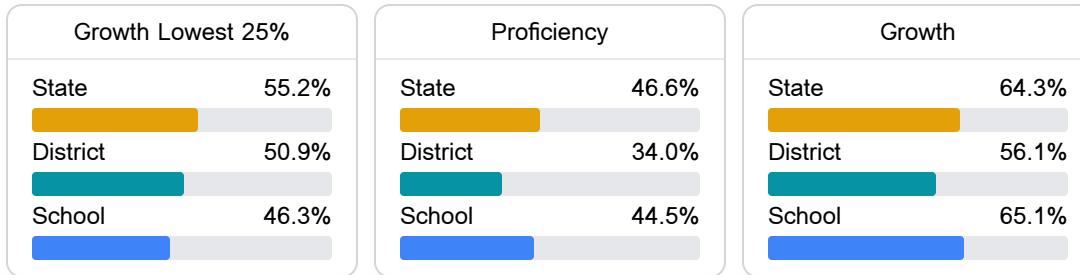 Growth Lowest 25%
State 55.2%
District 50.9%
School 46.3%
Proficiency
State 46.6%
District 34.0%
School 44.5%
Growth
State 64.3%
District 56.1%
School 65.1%